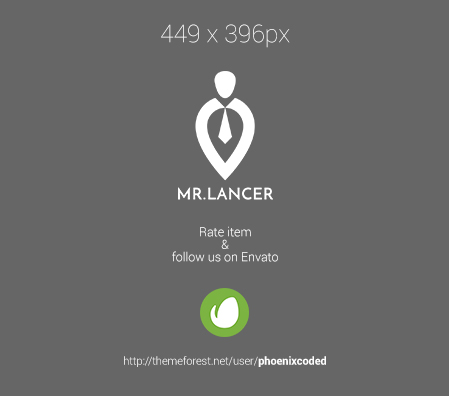 449 x 396px
MR.LANCER
Rate item
&
follow us on Envato
http://themeforest.net/user/phoenixcoded